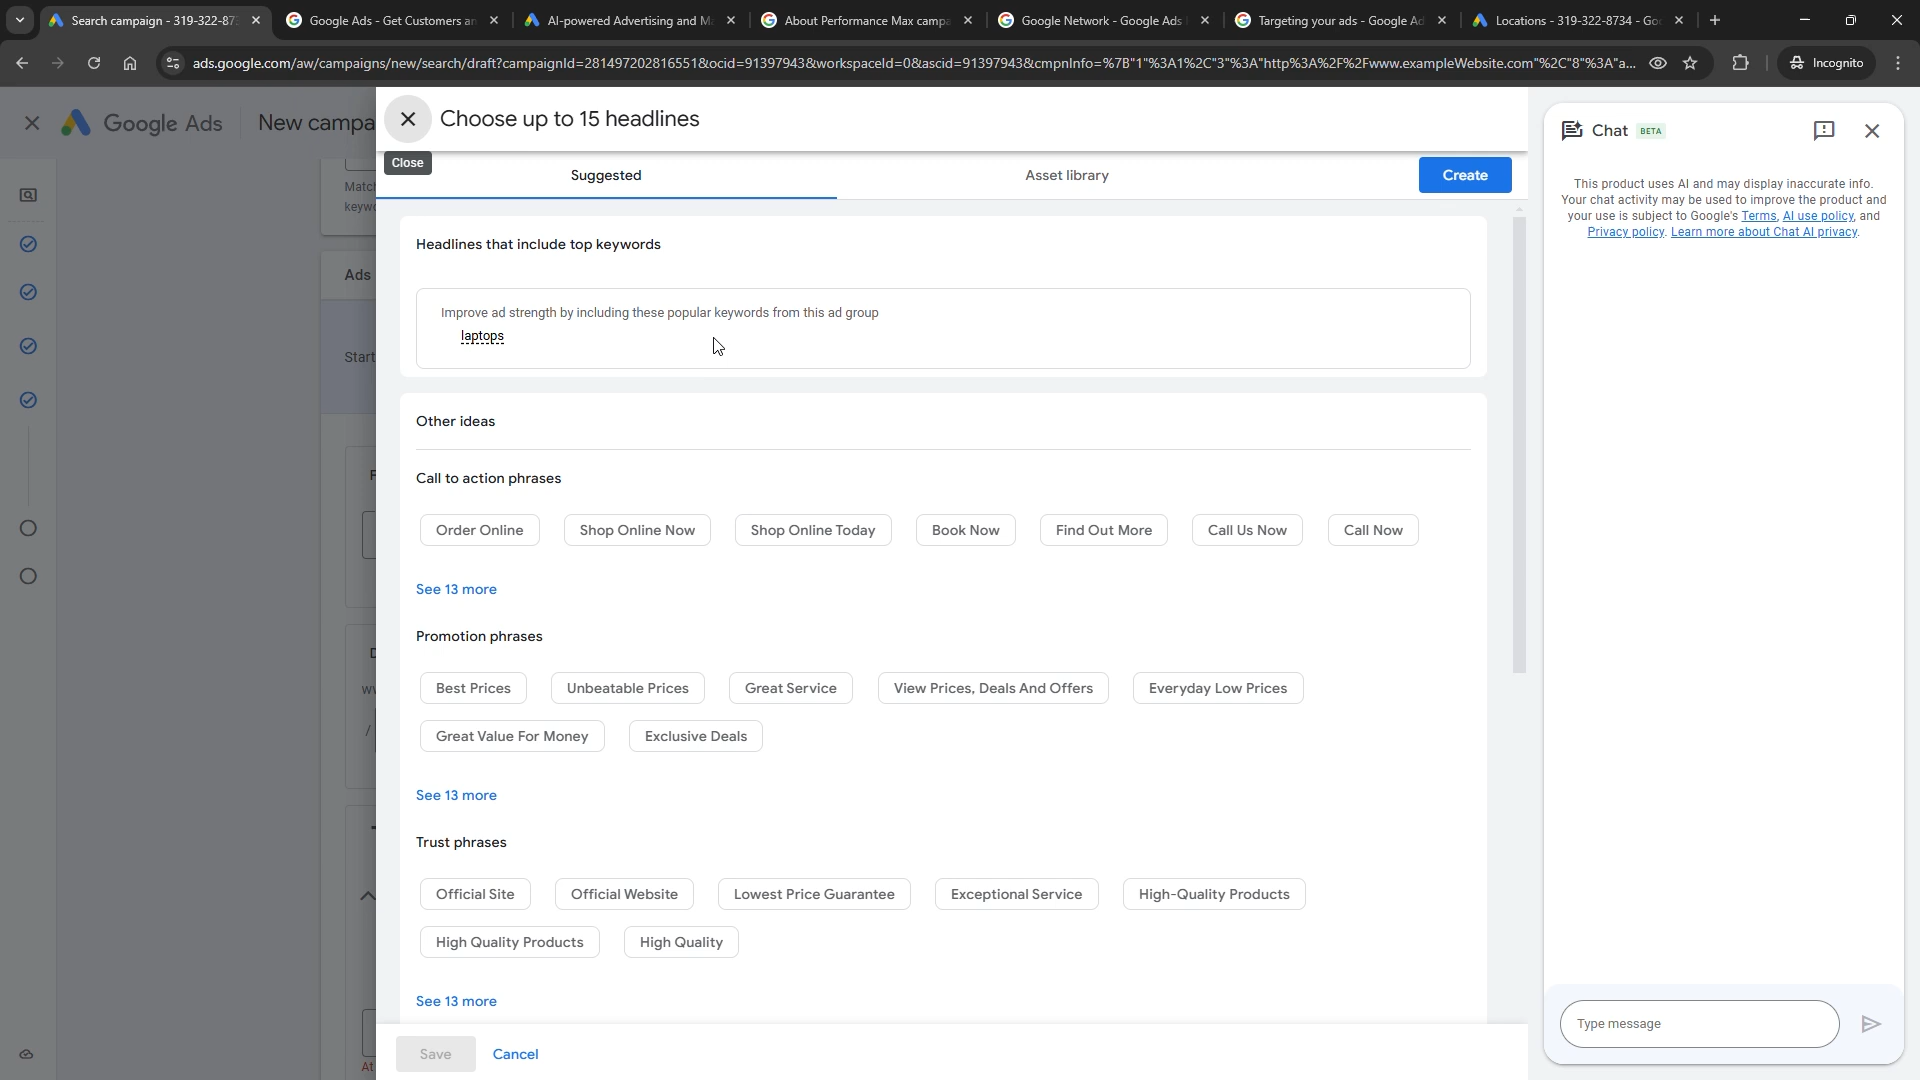 Search campaign - 319-322-87
Google Ads - Get Customers an
AI-powered Advertising and M
About Performance Max campa
Google Network - Google Ads
Targeting your ads - Google Ad
Locations - 319-322-8734 - Goo
ads.google.com/aw/campaigns/new/search/draft?campaignId=281497202816551&ocid=91397943&workspaceId=0&ascid=91397943&cmpnInfo=%7B"1"%3A1%2C"3"%3A"http%3A%2F%2Fwww.exampleWebsite.com"%2C"8"%3A"a...
Incognito
Google Ads
New campa
Choose up to 15 headlines
Close
Suggested
Asset library
Create
Match
keywo
Ads
Start
Headlines that include top keywords
Improve ad strength by including these popular keywords from this ad group
laptops
Other ideas
Call to action phrases
Order Online
Shop Online Now
Shop Online Today
Book Now
Find Out More
Call Us Now
Call Now
See 13 more
Promotion phrases
Best Prices
Unbeatable Prices
Great Service
View Prices, Deals And Offers
Everyday Low Prices
Great Value For Money
Exclusive Deals
See 13 more
Trust phrases
Official Site
Official Website
Lowest Price Guarantee
Exceptional Service
High-Quality Products
High Quality Products
High Quality
See 13 more
At
Save
Cancel
Chat BETA
This product uses AI and may display inaccurate info.
Your chat activity may be used to improve the product and
your use is subject to Google's Terms, AI use policy, and
Privacy policy. Learn more about Chat AI privacy.
Type message